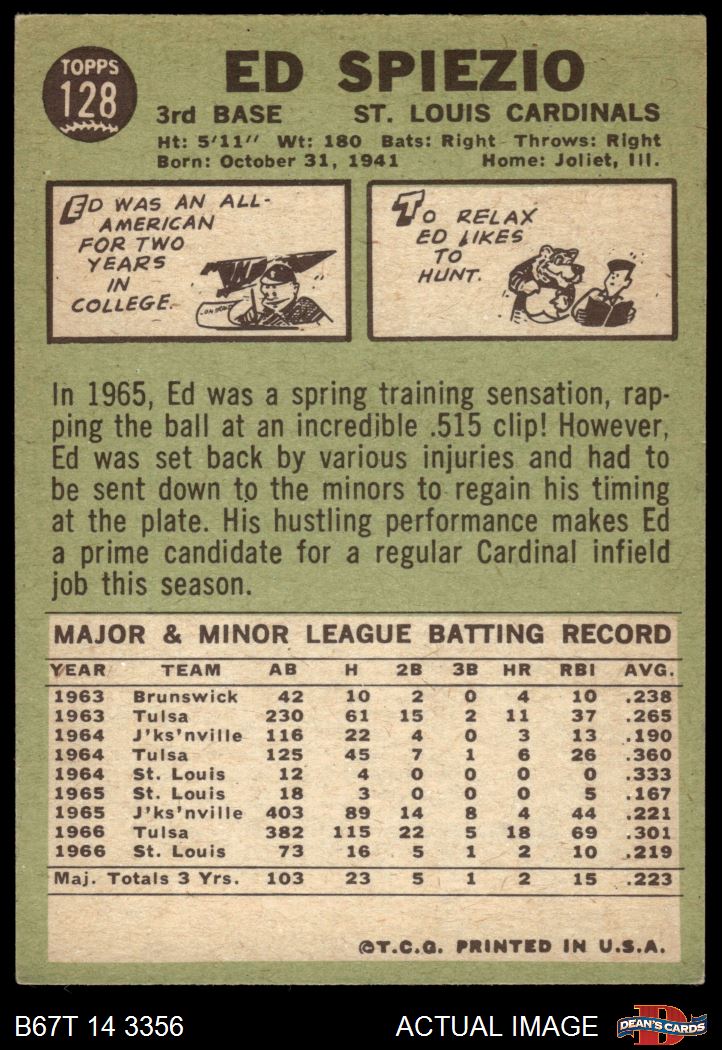 TOPPS
128
ED SPIEZIO
3rd BASE ST. LOUIS CARDINALS
Ht: 5'11" Wt: 180 Bats: Right Throws: Right
Born: October 31, 1941 Home: Joliet, Ill.
ED WAS AN ALL-
AMERICAN
FOR TWO
YEARS
IN
COLLEGE.
TO RELAX
ED LIKES
TO
HUNT.
In 1965, Ed was a spring training sensation, rap-
ping the ball at an incredible .515 clip! However,
Ed was set back by various injuries and had to
be sent down to the minors to regain his timing
at the plate. His hustling performance makes Ed
a prime candidate for a regular Cardinal infield
job this season.
MAJOR & MINOR LEAGUE BATTING RECORD
YEAR TEAM AB H 2B 3B HR RBI AVG.
1963 Brunswick 42 10 2 0 4 10 .238
1963 Tulsa 230 61 15 2 11 37 .265
1964 J'ks'nville 116 22 4 0 3 13 .190
1964 Tulsa 125 45 7 1 6 26 .360
1964 St. Louis 12 4 0 0 0 0 .333
1965 St. Louis 18 3 0 0 0 5 .167
1965 J'ks'nville 403 89 14 8 4 44 .221
1966 Tulsa 382 115 22 5 18 69 .301
1966 St. Louis 73 16 5 1 2 10 .219
Maj. Totals 3 Yrs. 103 23 5 1 2 15 .223
©T.C.G. PRINTED IN U.S.A.
B67T 14 3356 ACTUAL IMAGE
D
DEAN'S CARDS